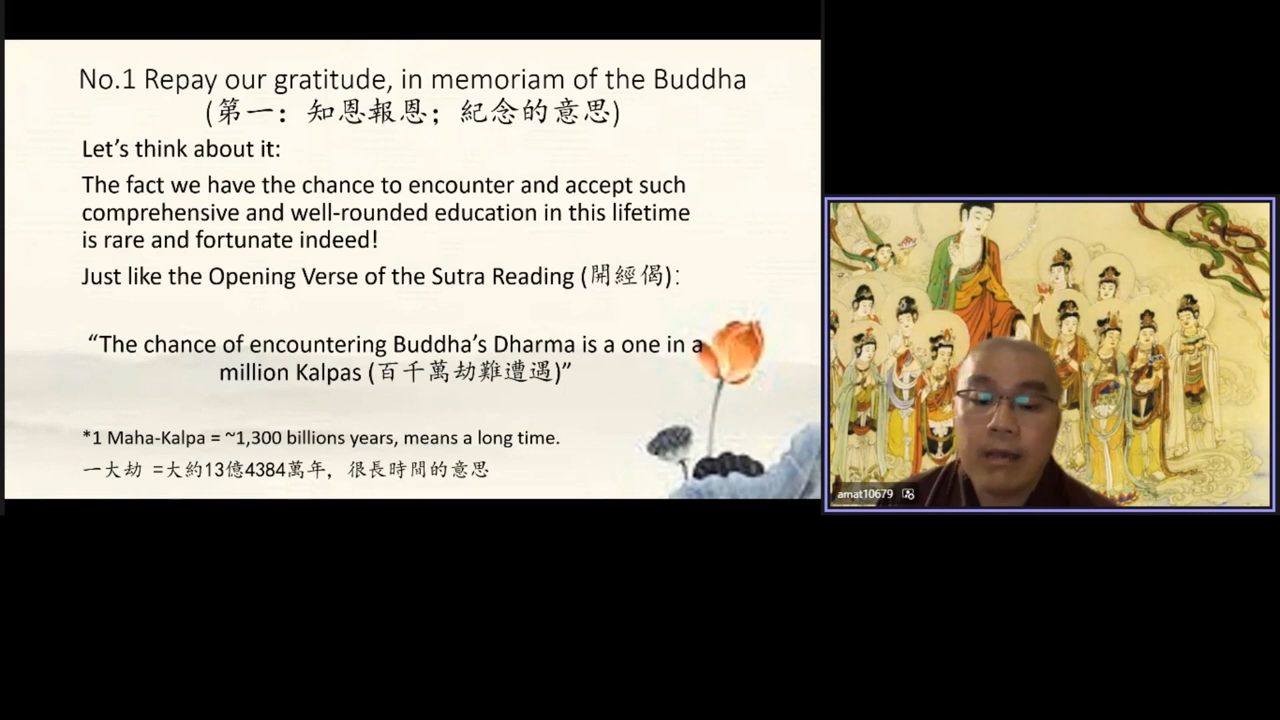 No.1 Repay our gratitude, in memoriam of the Buddha
(第一：知恩報恩；紀念的意思)
Let's think about it:
The fact we have the chance to encounter and accept such
comprehensive and well-rounded education in this lifetime
is rare and fortunate indeed!
Just like the Opening Verse of the Sutra Reading (開經偈):
“The chance of encountering Buddha's Dharma is a one in a
million Kalpas (百千萬劫難遭遇)”
*1 Maha-Kalpa = ~1,300 billions years, means a long time.
一大劫 =大約13億4384萬年，很長時間的意思
amat10679